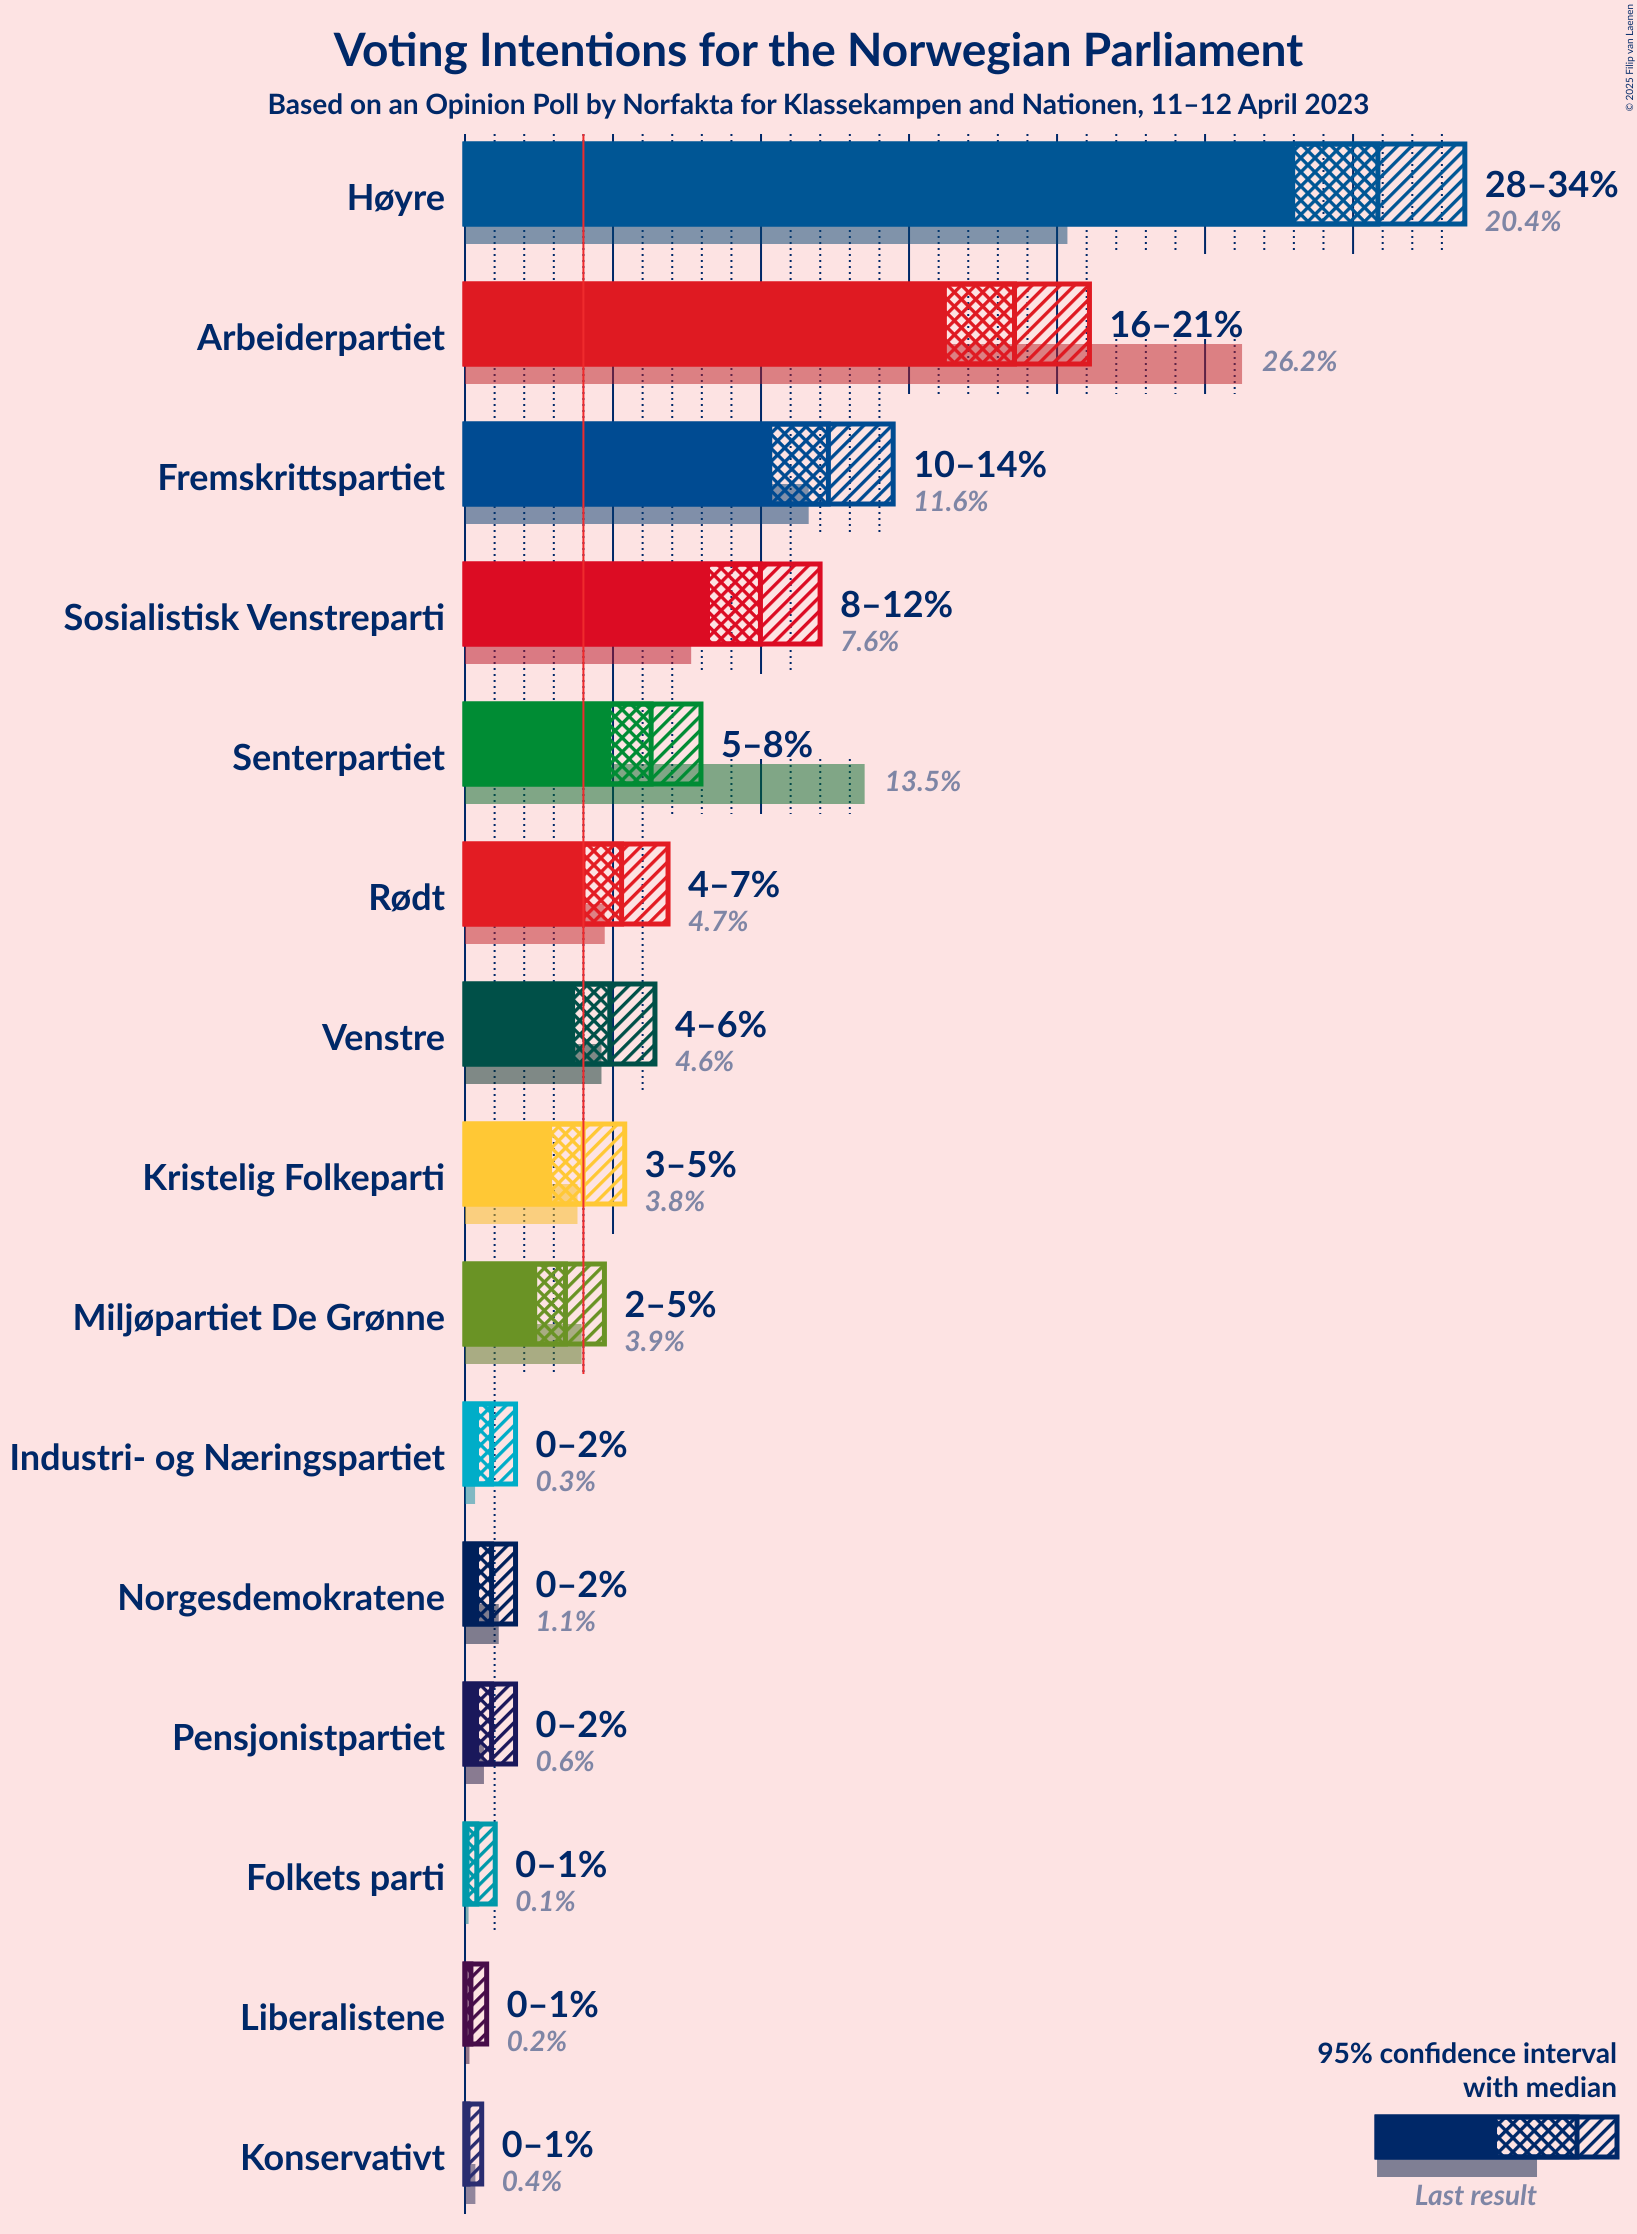 © 2025 Filip van Laenen
Voting Intentions for the Norwegian Parliament
Based on an Opinion Poll by Norfakta for Klassekampen and Nationen, 11–12 April 2023
Høyre
28–34%
20.4%
Arbeiderpartiet
16–21%
26.2%
Fremskrittspartiet
10–14%
11.6%
Sosialistisk Venstreparti
8–12%
7.6%
Senterpartiet
5–8%
13.5%
Rødt
4–7%
4.7%
Venstre
4–6%
4.6%
Kristelig Folkeparti
3–5%
3.8%
Miljøpartiet De Grønne
2–5%
3.9%
Industri- og Næringspartiet
0–2%
0.3%
Norgesdemokratene
0–2%
1.1%
Pensjonistpartiet
0–2%
0.6%
Folkets parti
0–1%
0.1%
Liberalistene
0–1%
0.2%
Konservativt
0–1%
0.4%
95% confidence interval
with median
Last result